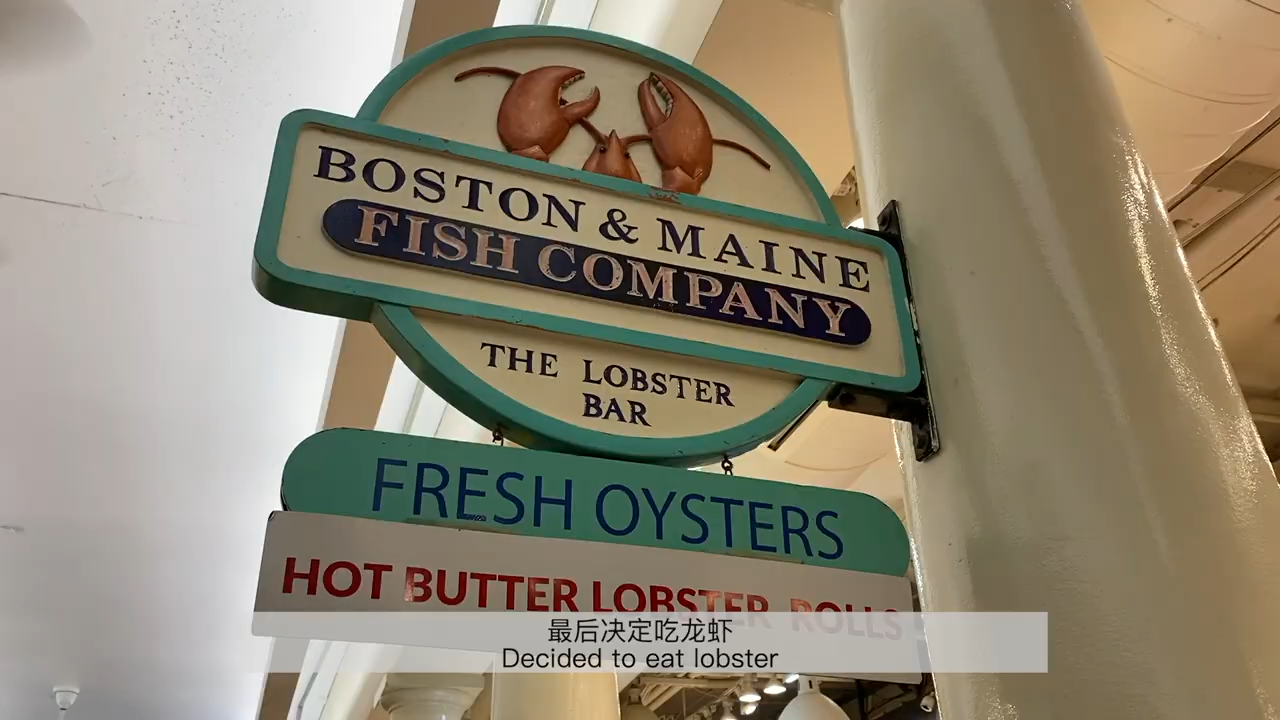 BOSTON & MAINE
FISH COMPANY
THE LOBSTER
BAR
FRESH OYSTERS
HOT BUTTER LOBSTER ROLLS
最后决定吃龙虾
Decided to eat lobster